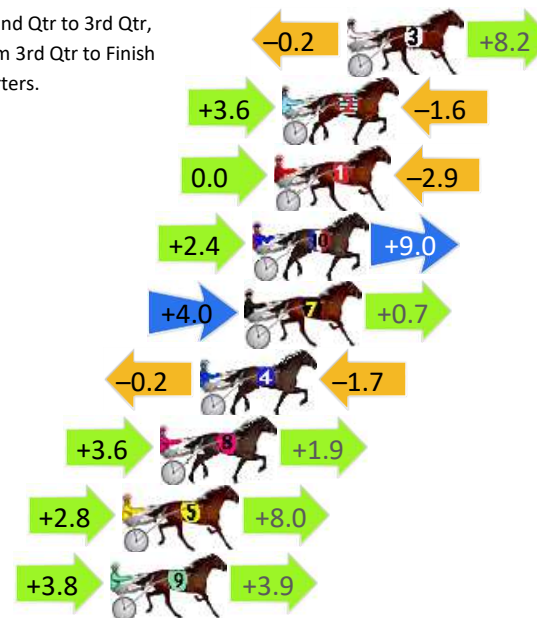 nd Qtr to 3rd Qtr,
m 3rd Qtr to Finish
rters.
–0.2 3 +8.2
+3.6 2 –1.6
0.0 1 –2.9
+2.4 10 +9.0
+4.0 7 +0.7
–0.2 4 –1.7
+3.6 8 +1.9
+2.8 5 +8.0
+3.8 9 +3.9